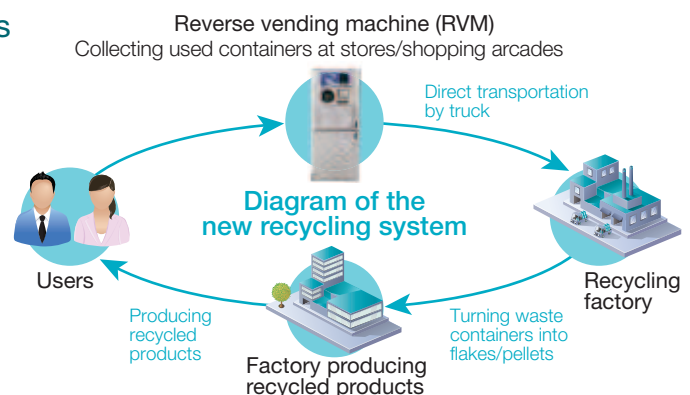 s
Reverse vending machine (RVM)
Collecting used containers at stores/shopping arcades
Direct transportation
by truck
Diagram of the
new recycling system
Users
Recycling
factory
Producing
recycled
products
Turning waste
containers into
flakes/pellets
Factory producing
recycled products